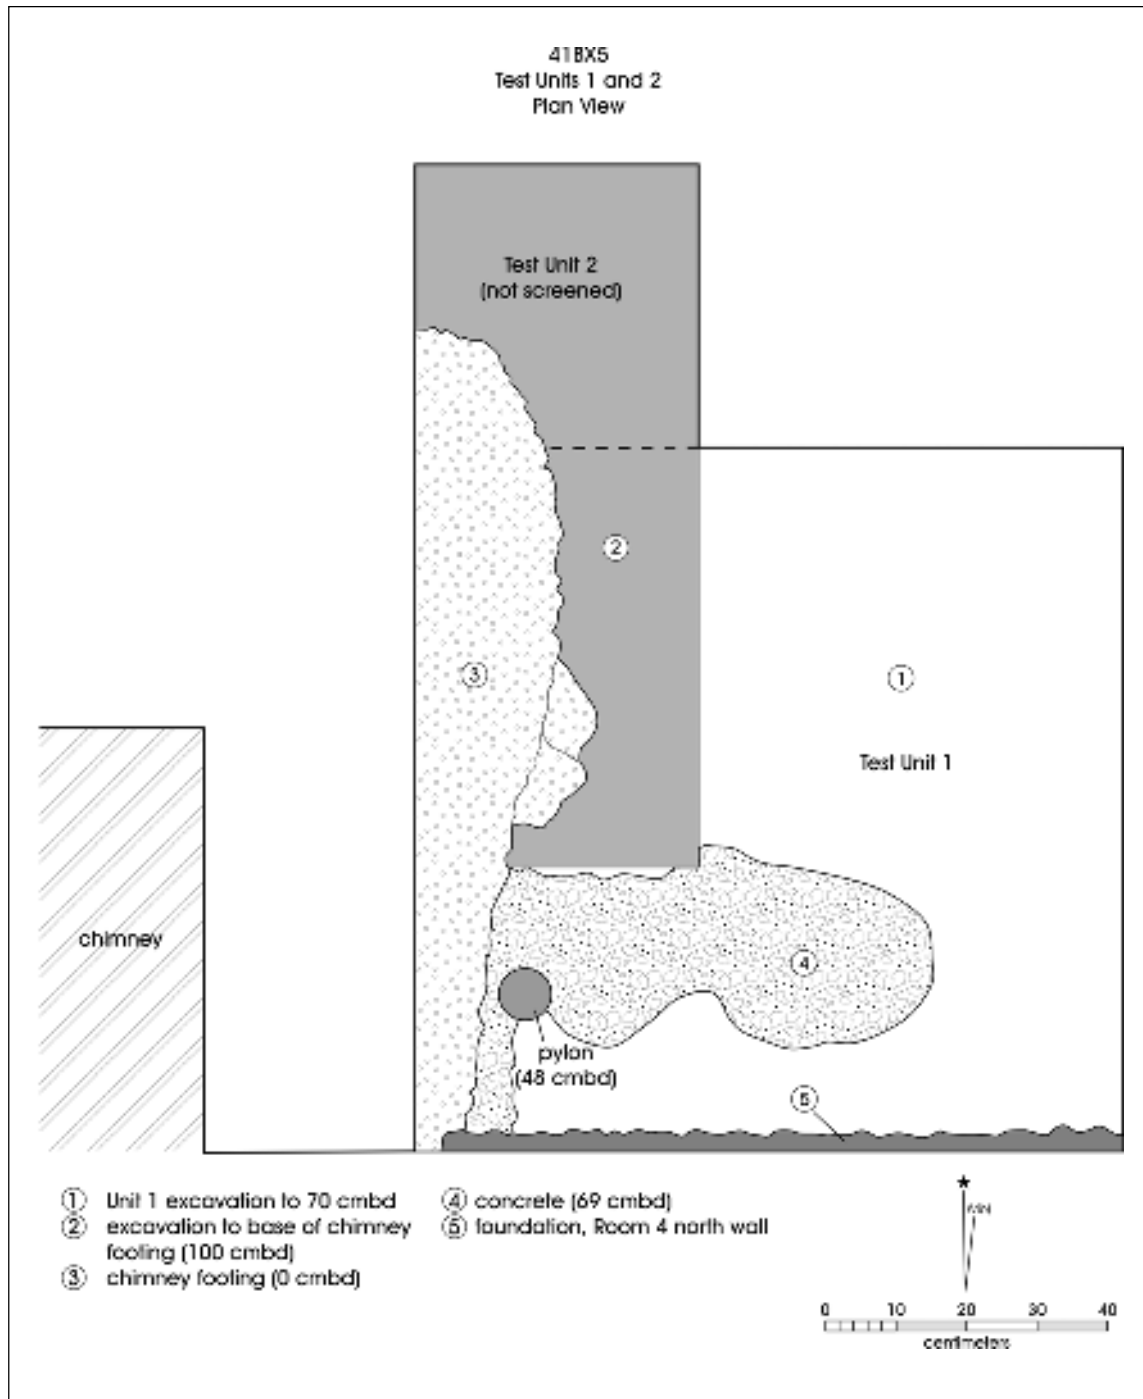 41BX5
Test Units 1 and 2
Plan View
Test Unit 2
(not screened)
2
3
1
Test Unit 1
chimney
4
pylon
(48 cmbd)
5
1 Unit 1 excavation to 70 cmbd
2 excavation to base of chimney
footing (100 cmbd)
3 chimney footing (0 cmbd)
4 concrete (69 cmbd)
5 foundation, Room 4 north wall
MN
0 10 20 30 40
centimeters